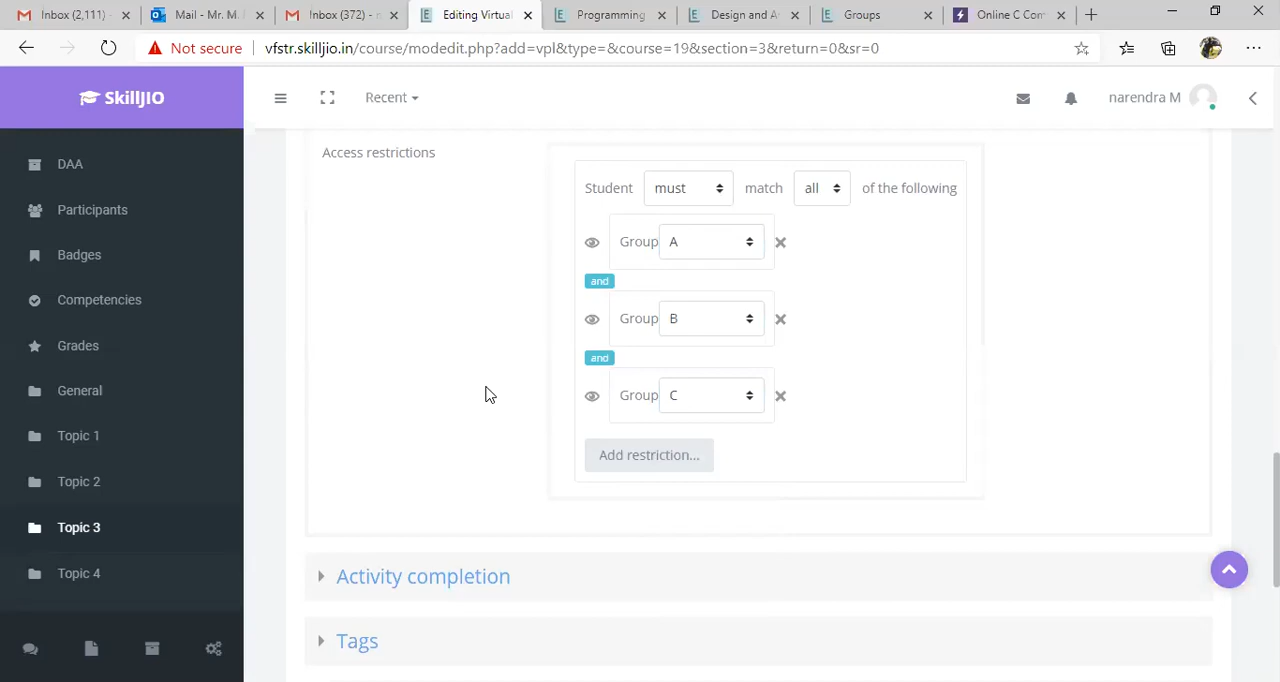 Inbox (2,111)
Mail - Mr. M.
Inbox (372) - n
Editing Virtual
Programming
Design and A
Groups
Online C Com
Not secure
vfstr.skilljio.in/course/modedit.php?add=vpl&type=&course=19&section=3&return=0&sr=0
SkillJIO
Recent
narendra M
DAA
Participants
Badges
Competencies
Grades
General
Topic 1
Topic 2
Topic 3
Topic 4
Access restrictions
Student must match all of the following
Group A
and
Group B
and
Group C
Add restriction...
Activity completion
Tags